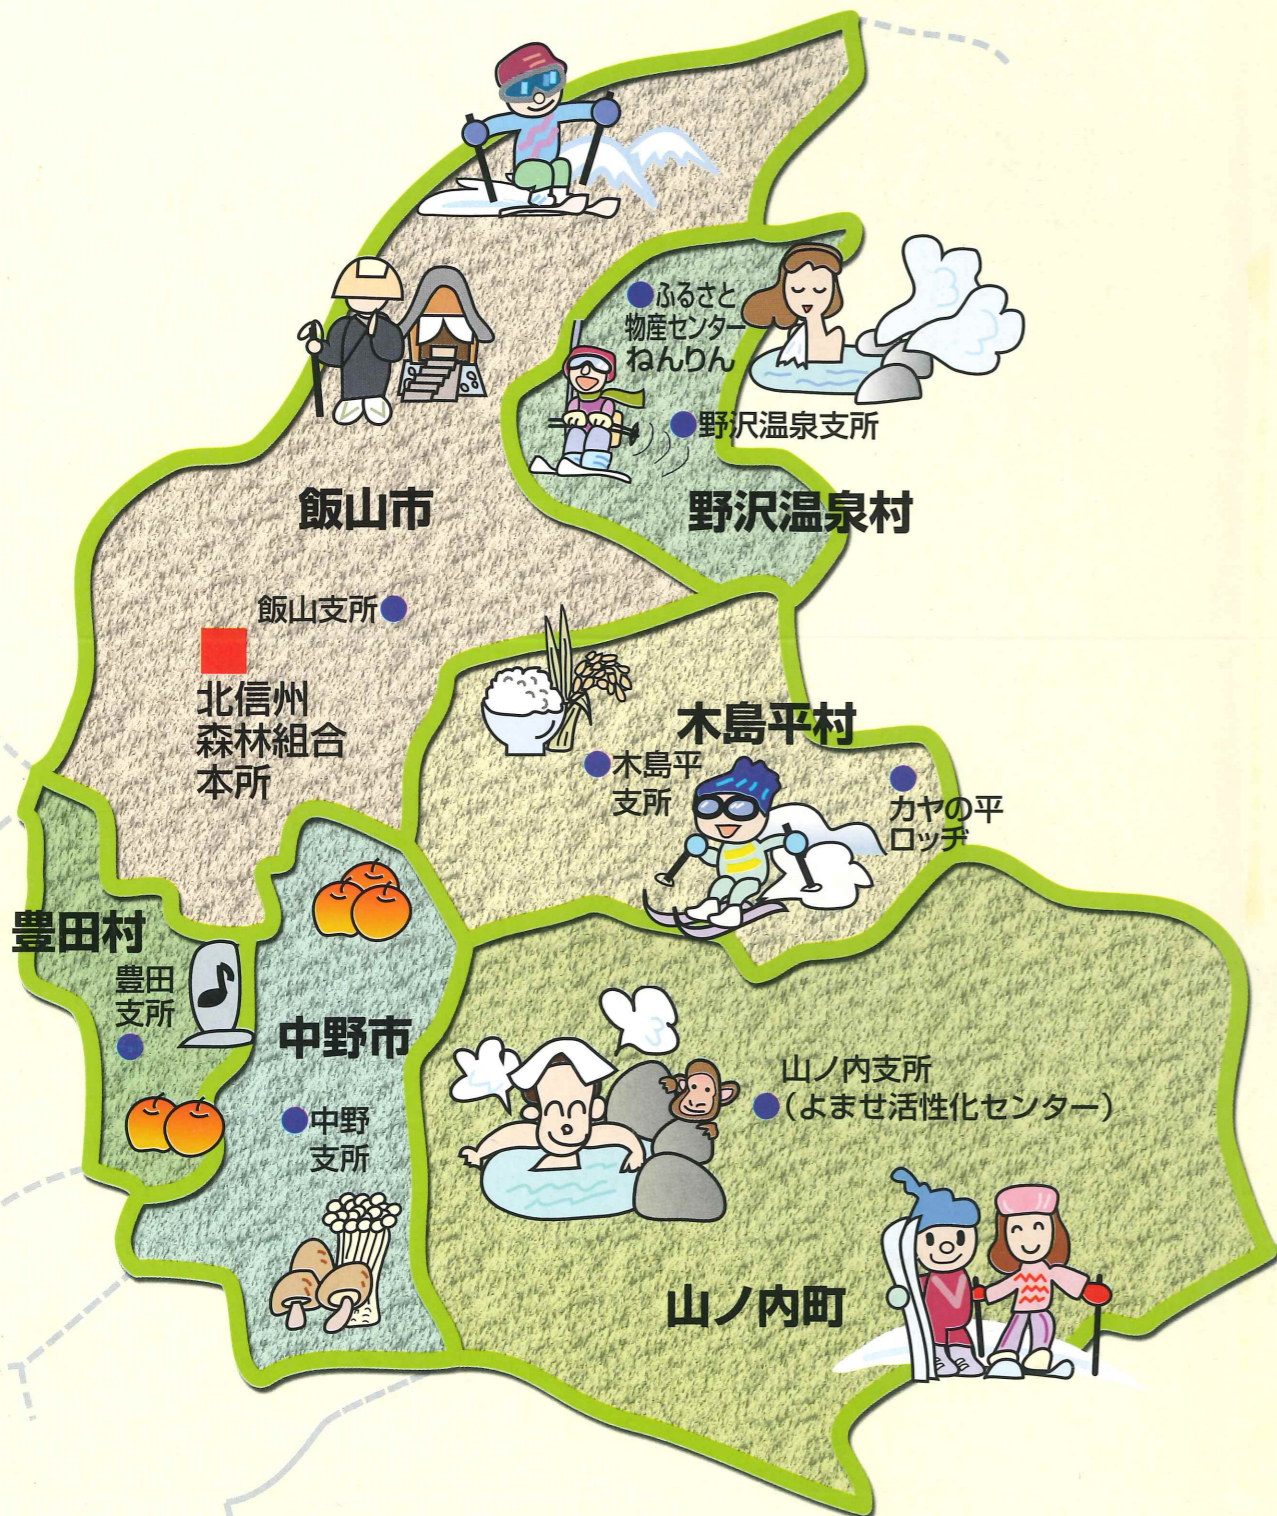 ふるさと
物産センター
ねんりん
野沢温泉支所
飯山市
野沢温泉村
飯山支所
北信州
森林組合
本所
木島平村
木島平
支所
カヤの平
ロッヂ
豊田村
豊田
支所
中野市
中野
支所
山ノ内支所
(よませ活性化センター)
山ノ内町